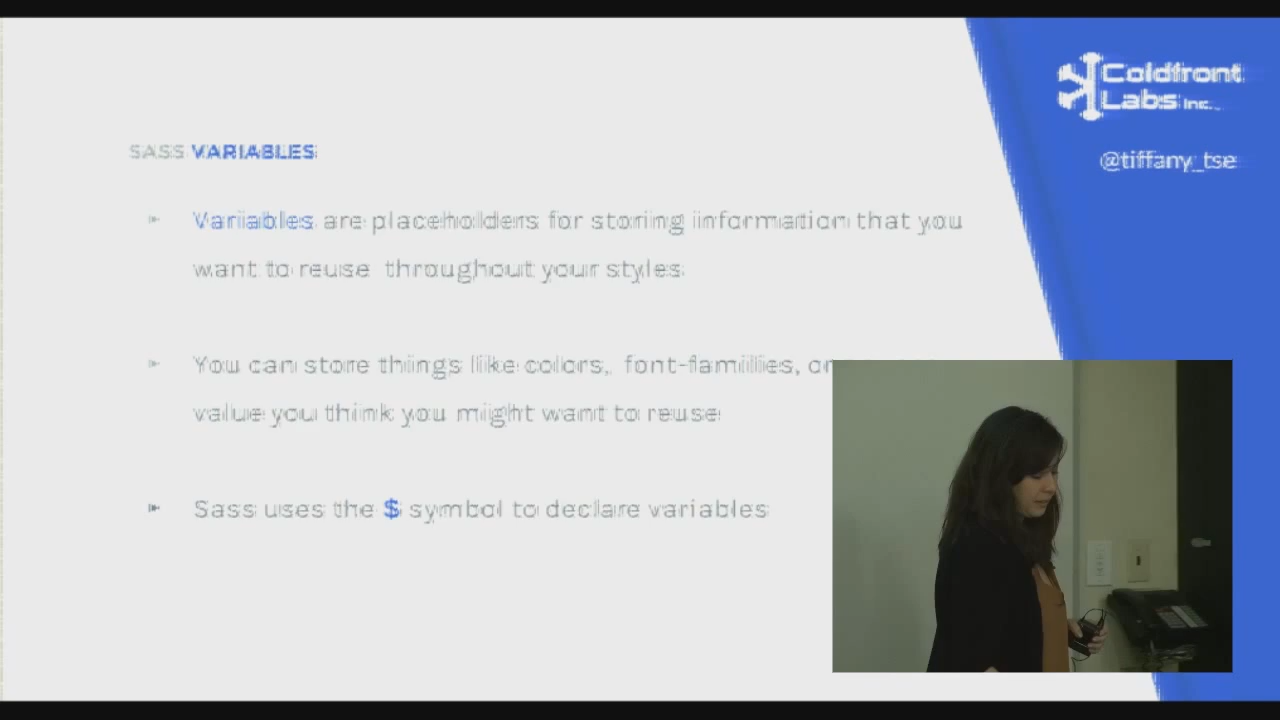 Coldfront
Labs Inc.
@tiffany_tse
SASS VARIABLES
Variables are placeholders for storing information that you
want to reuse throughout your styles
You can store things like colors, font-families, or
value you think you might want to reuse
Sass uses the $ symbol to declare variables